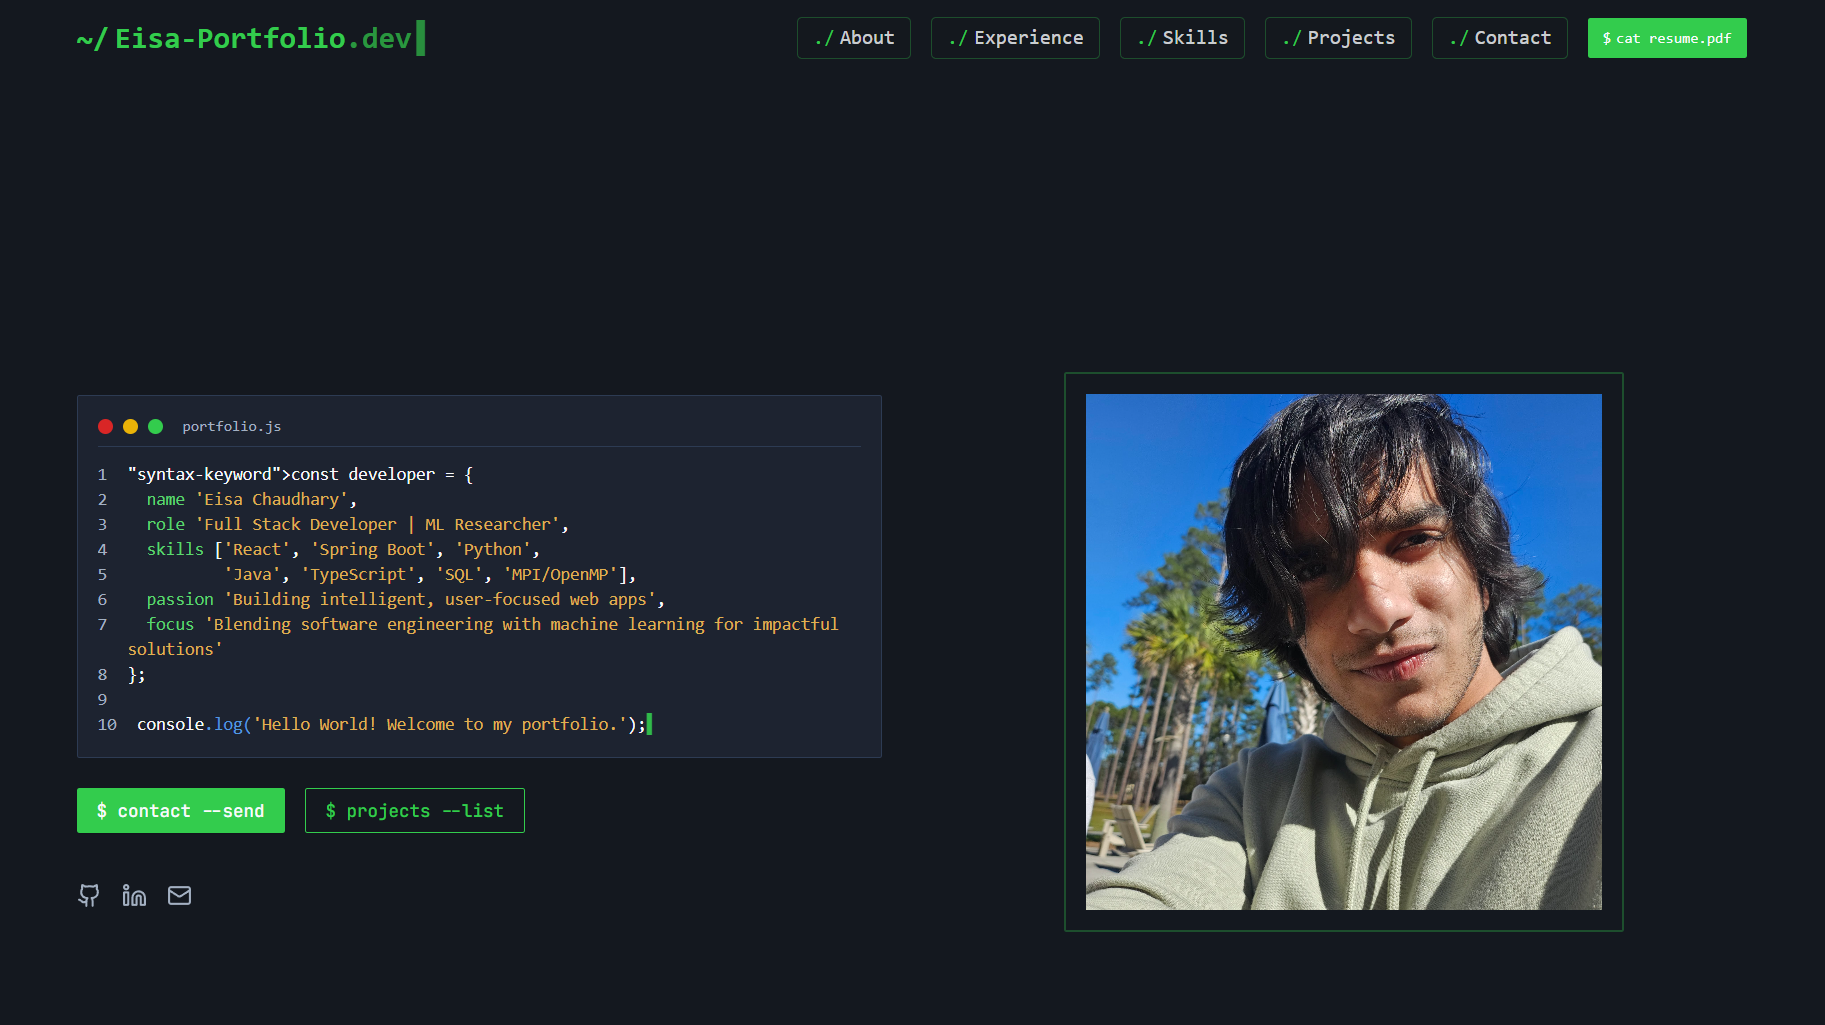 ~/ Eisa-Portfolio.dev
./ About
./ Experience
./ Skills
./ Projects
./ Contact
$ cat resume.pdf
portfolio.js
1 "syntax-keyword">const developer = {
2 name 'Eisa Chaudhary',
3 role 'Full Stack Developer | ML Researcher',
4 skills ['React', 'Spring Boot', 'Python',
5 'Java', 'TypeScript', 'SQL', 'MPI/OpenMP'],
6 passion 'Building intelligent, user-focused web apps',
7 focus 'Blending software engineering with machine learning for impactful
solutions'
8 };
9
10 console.log('Hello World! Welcome to my portfolio.');
$ contact --send
$ projects --list